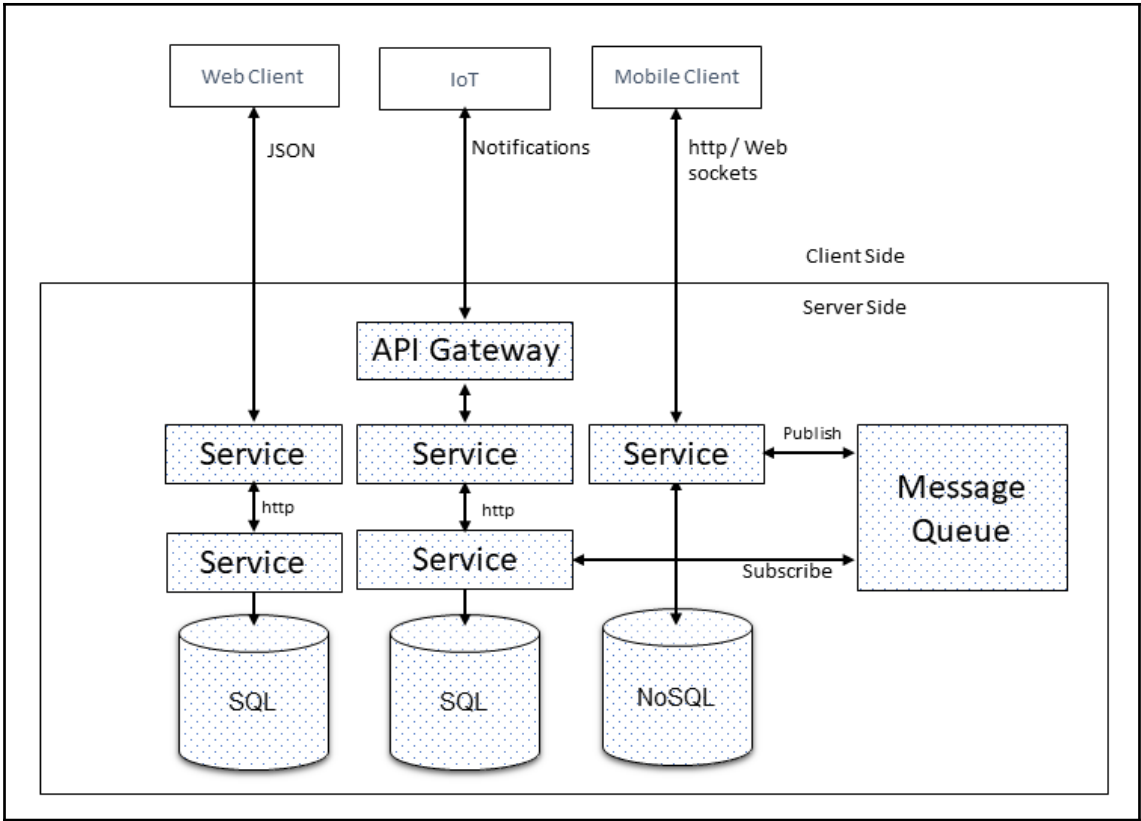 Web Client
IoT
Mobile Client
JSON
Notifications
http / Web
sockets
Client Side
Server Side
API Gateway
Service
Service
Service
Publish
Message
Queue
http
http
Service
Service
Subscribe
SQL
SQL
NoSQL